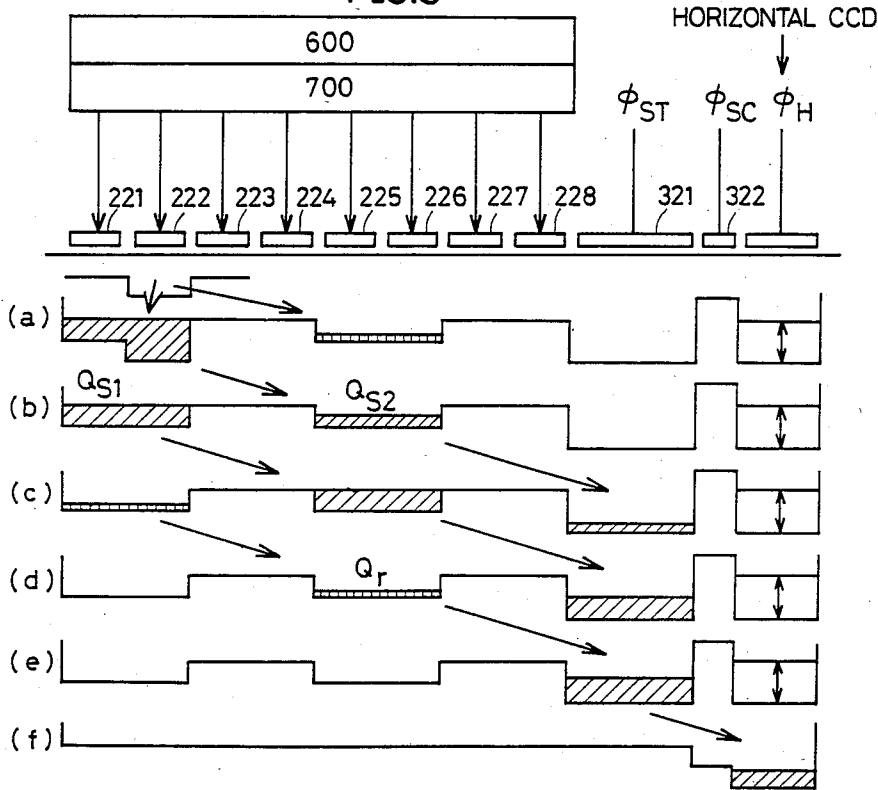 HORIZONTAL CCD
600
700
ϕST ϕSC ϕH
221 222 223 224 225 226 227 228 321 322
(a)
QS1 QS2
(b)
(c)
Qr
(d)
(e)
(f)